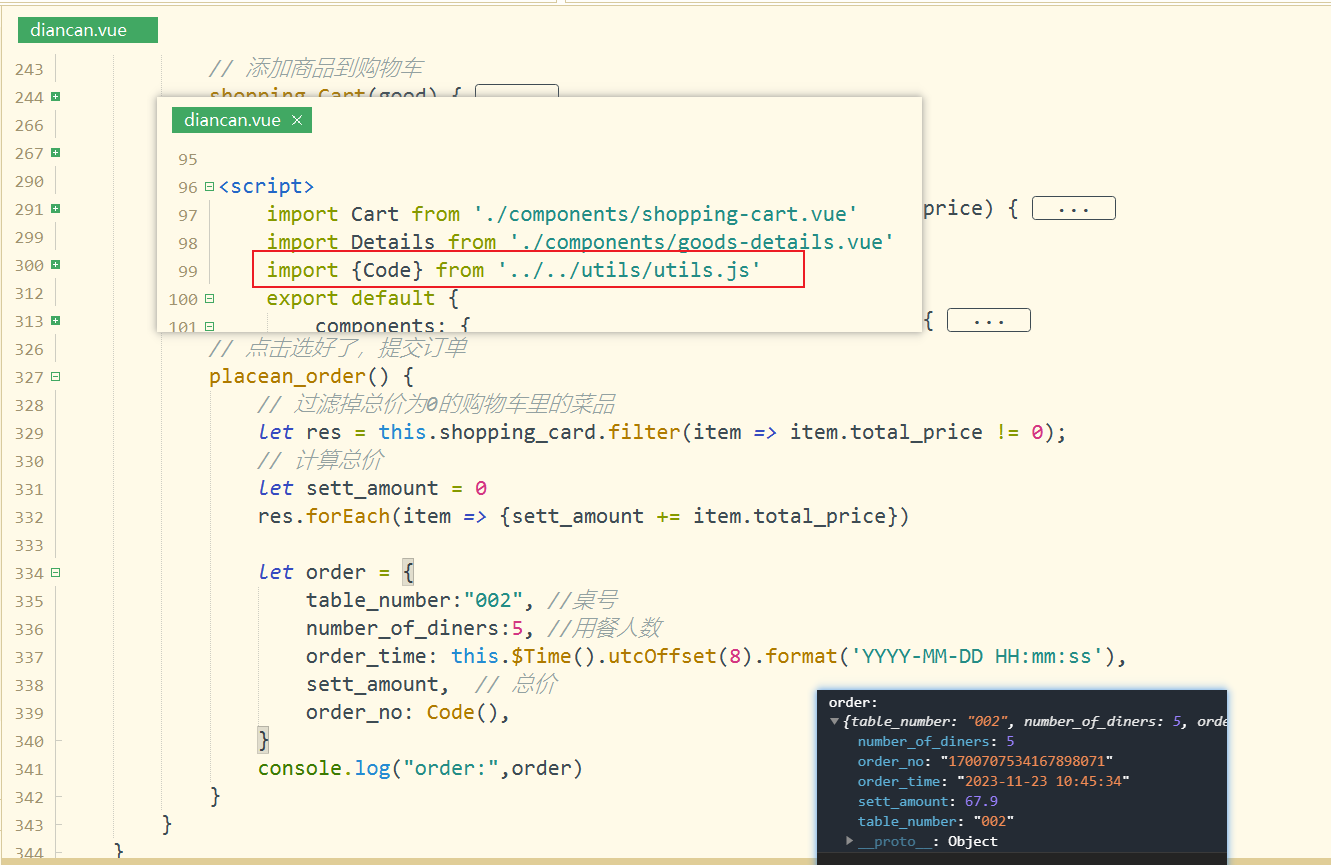 diancan.vue
243 // 添加商品到购物车
244 shopping_Cart(good) {
266
267
290
291 price) { ...
299
300
312
313 { ...
diancan.vue ×
95
96 <script>
97 import Cart from './components/shopping-cart.vue'
98 import Details from './components/goods-details.vue'
99 import {Code} from '../../utils/utils.js'
100 export default {
101 components: {
326 // 点击选好了，提交订单
327 placean_order() {
328 // 过滤掉总价为0的购物车里的菜品
329 let res = this.shopping_card.filter(item => item.total_price != 0);
330 // 计算总价
331 let sett_amount = 0
332 res.forEach(item => {sett_amount += item.total_price})
333
334 let order = {
335 table_number:"002", //桌号
336 number_of_diners:5, //用餐人数
337 order_time: this.$Time().utcOffset(8).format('YYYY-MM-DD HH:mm:ss'),
338 sett_amount, // 总价
339 order_no: Code(),
340 }
341 console.log("order:",order)
342 }
343 }
344 }
order:
{table_number: "002", number_of_diners: 5, orde
number_of_diners: 5
order_no: "1700707534167898071"
order_time: "2023-11-23 10:45:34"
sett_amount: 67.9
table_number: "002"
__proto__: Object